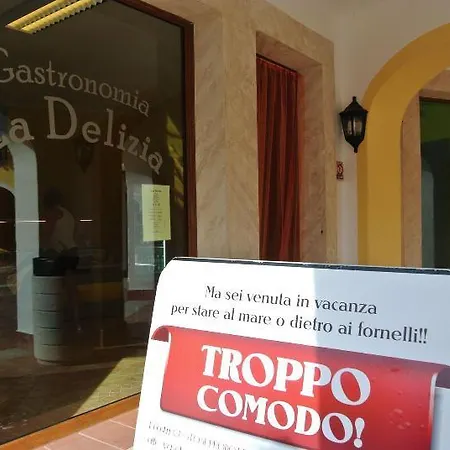 Gastronomia
La Delizia
Ma sei venuta in vacanza
per stare al mare o dietro ai fornelli!!
TROPPO
COMODO!